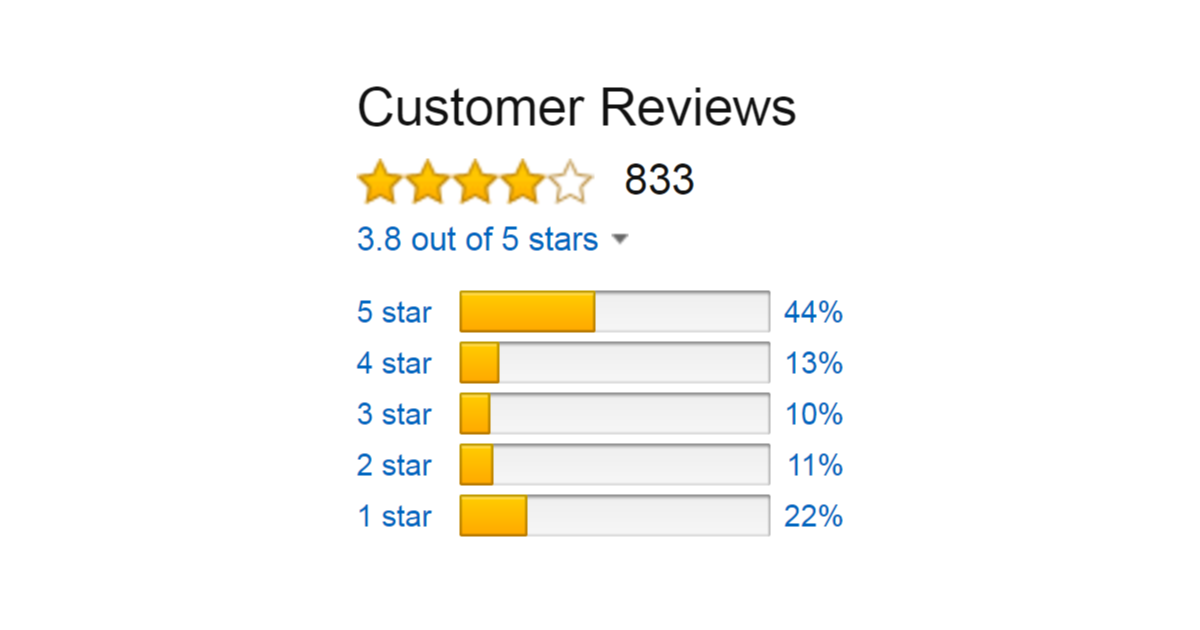 Customer Reviews
833
3.8 out of 5 stars
5 star 44%
4 star 13%
3 star 10%
2 star 11%
1 star 22%